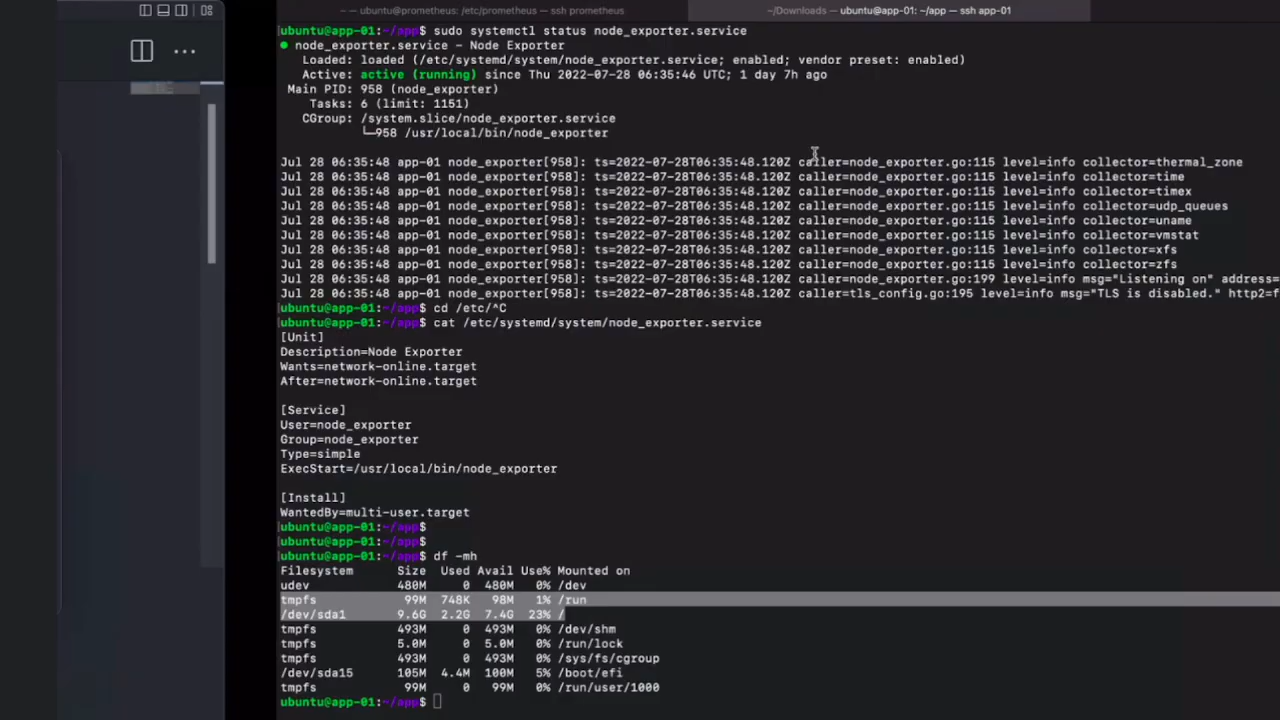 — ubuntu@prometheus: /etc/prometheus — ssh prometheus
~/Downloads — ubuntu@app-01: ~/app — ssh app-01
ubuntu@app-01:~/app$ sudo systemctl status node_exporter.service
● node_exporter.service - Node Exporter
Loaded: loaded (/etc/systemd/system/node_exporter.service; enabled; vendor preset: enabled)
Active: active (running) since Thu 2022-07-28 06:35:46 UTC; 1 day 7h ago
Main PID: 958 (node_exporter)
Tasks: 6 (limit: 1151)
CGroup: /system.slice/node_exporter.service
└─958 /usr/local/bin/node_exporter
Jul 28 06:35:48 app-01 node_exporter[958]: ts=2022-07-28T06:35:48.120Z caller=node_exporter.go:115 level=info collector=thermal_zone
Jul 28 06:35:48 app-01 node_exporter[958]: ts=2022-07-28T06:35:48.120Z caller=node_exporter.go:115 level=info collector=time
Jul 28 06:35:48 app-01 node_exporter[958]: ts=2022-07-28T06:35:48.120Z caller=node_exporter.go:115 level=info collector=timex
Jul 28 06:35:48 app-01 node_exporter[958]: ts=2022-07-28T06:35:48.120Z caller=node_exporter.go:115 level=info collector=udp_queues
Jul 28 06:35:48 app-01 node_exporter[958]: ts=2022-07-28T06:35:48.120Z caller=node_exporter.go:115 level=info collector=uname
Jul 28 06:35:48 app-01 node_exporter[958]: ts=2022-07-28T06:35:48.120Z caller=node_exporter.go:115 level=info collector=vmstat
Jul 28 06:35:48 app-01 node_exporter[958]: ts=2022-07-28T06:35:48.120Z caller=node_exporter.go:115 level=info collector=xfs
Jul 28 06:35:48 app-01 node_exporter[958]: ts=2022-07-28T06:35:48.120Z caller=node_exporter.go:115 level=info collector=zfs
Jul 28 06:35:48 app-01 node_exporter[958]: ts=2022-07-28T06:35:48.120Z caller=node_exporter.go:199 level=info msg="Listening on" address=
Jul 28 06:35:48 app-01 node_exporter[958]: ts=2022-07-28T06:35:48.120Z caller=tls_config.go:195 level=info msg="TLS is disabled." http2=f
ubuntu@app-01:~/app$ cd /etc/^C
ubuntu@app-01:~/app$ cat /etc/systemd/system/node_exporter.service
[Unit]
Description=Node Exporter
Wants=network-online.target
After=network-online.target
[Service]
User=node_exporter
Group=node_exporter
Type=simple
ExecStart=/usr/local/bin/node_exporter
[Install]
WantedBy=multi-user.target
ubuntu@app-01:~/app$
ubuntu@app-01:~/app$
ubuntu@app-01:~/app$ df -mh
Filesystem Size Used Avail Use% Mounted on
udev 480M 0 480M 0% /dev
tmpfs 99M 748K 98M 1% /run
/dev/sda1 9.6G 2.2G 7.4G 23% /
tmpfs 493M 0 493M 0% /dev/shm
tmpfs 5.0M 0 5.0M 0% /run/lock
tmpfs 493M 0 493M 0% /sys/fs/cgroup
/dev/sda15 105M 4.4M 100M 5% /boot/efi
tmpfs 99M 0 99M 0% /run/user/1000
ubuntu@app-01:~/app$